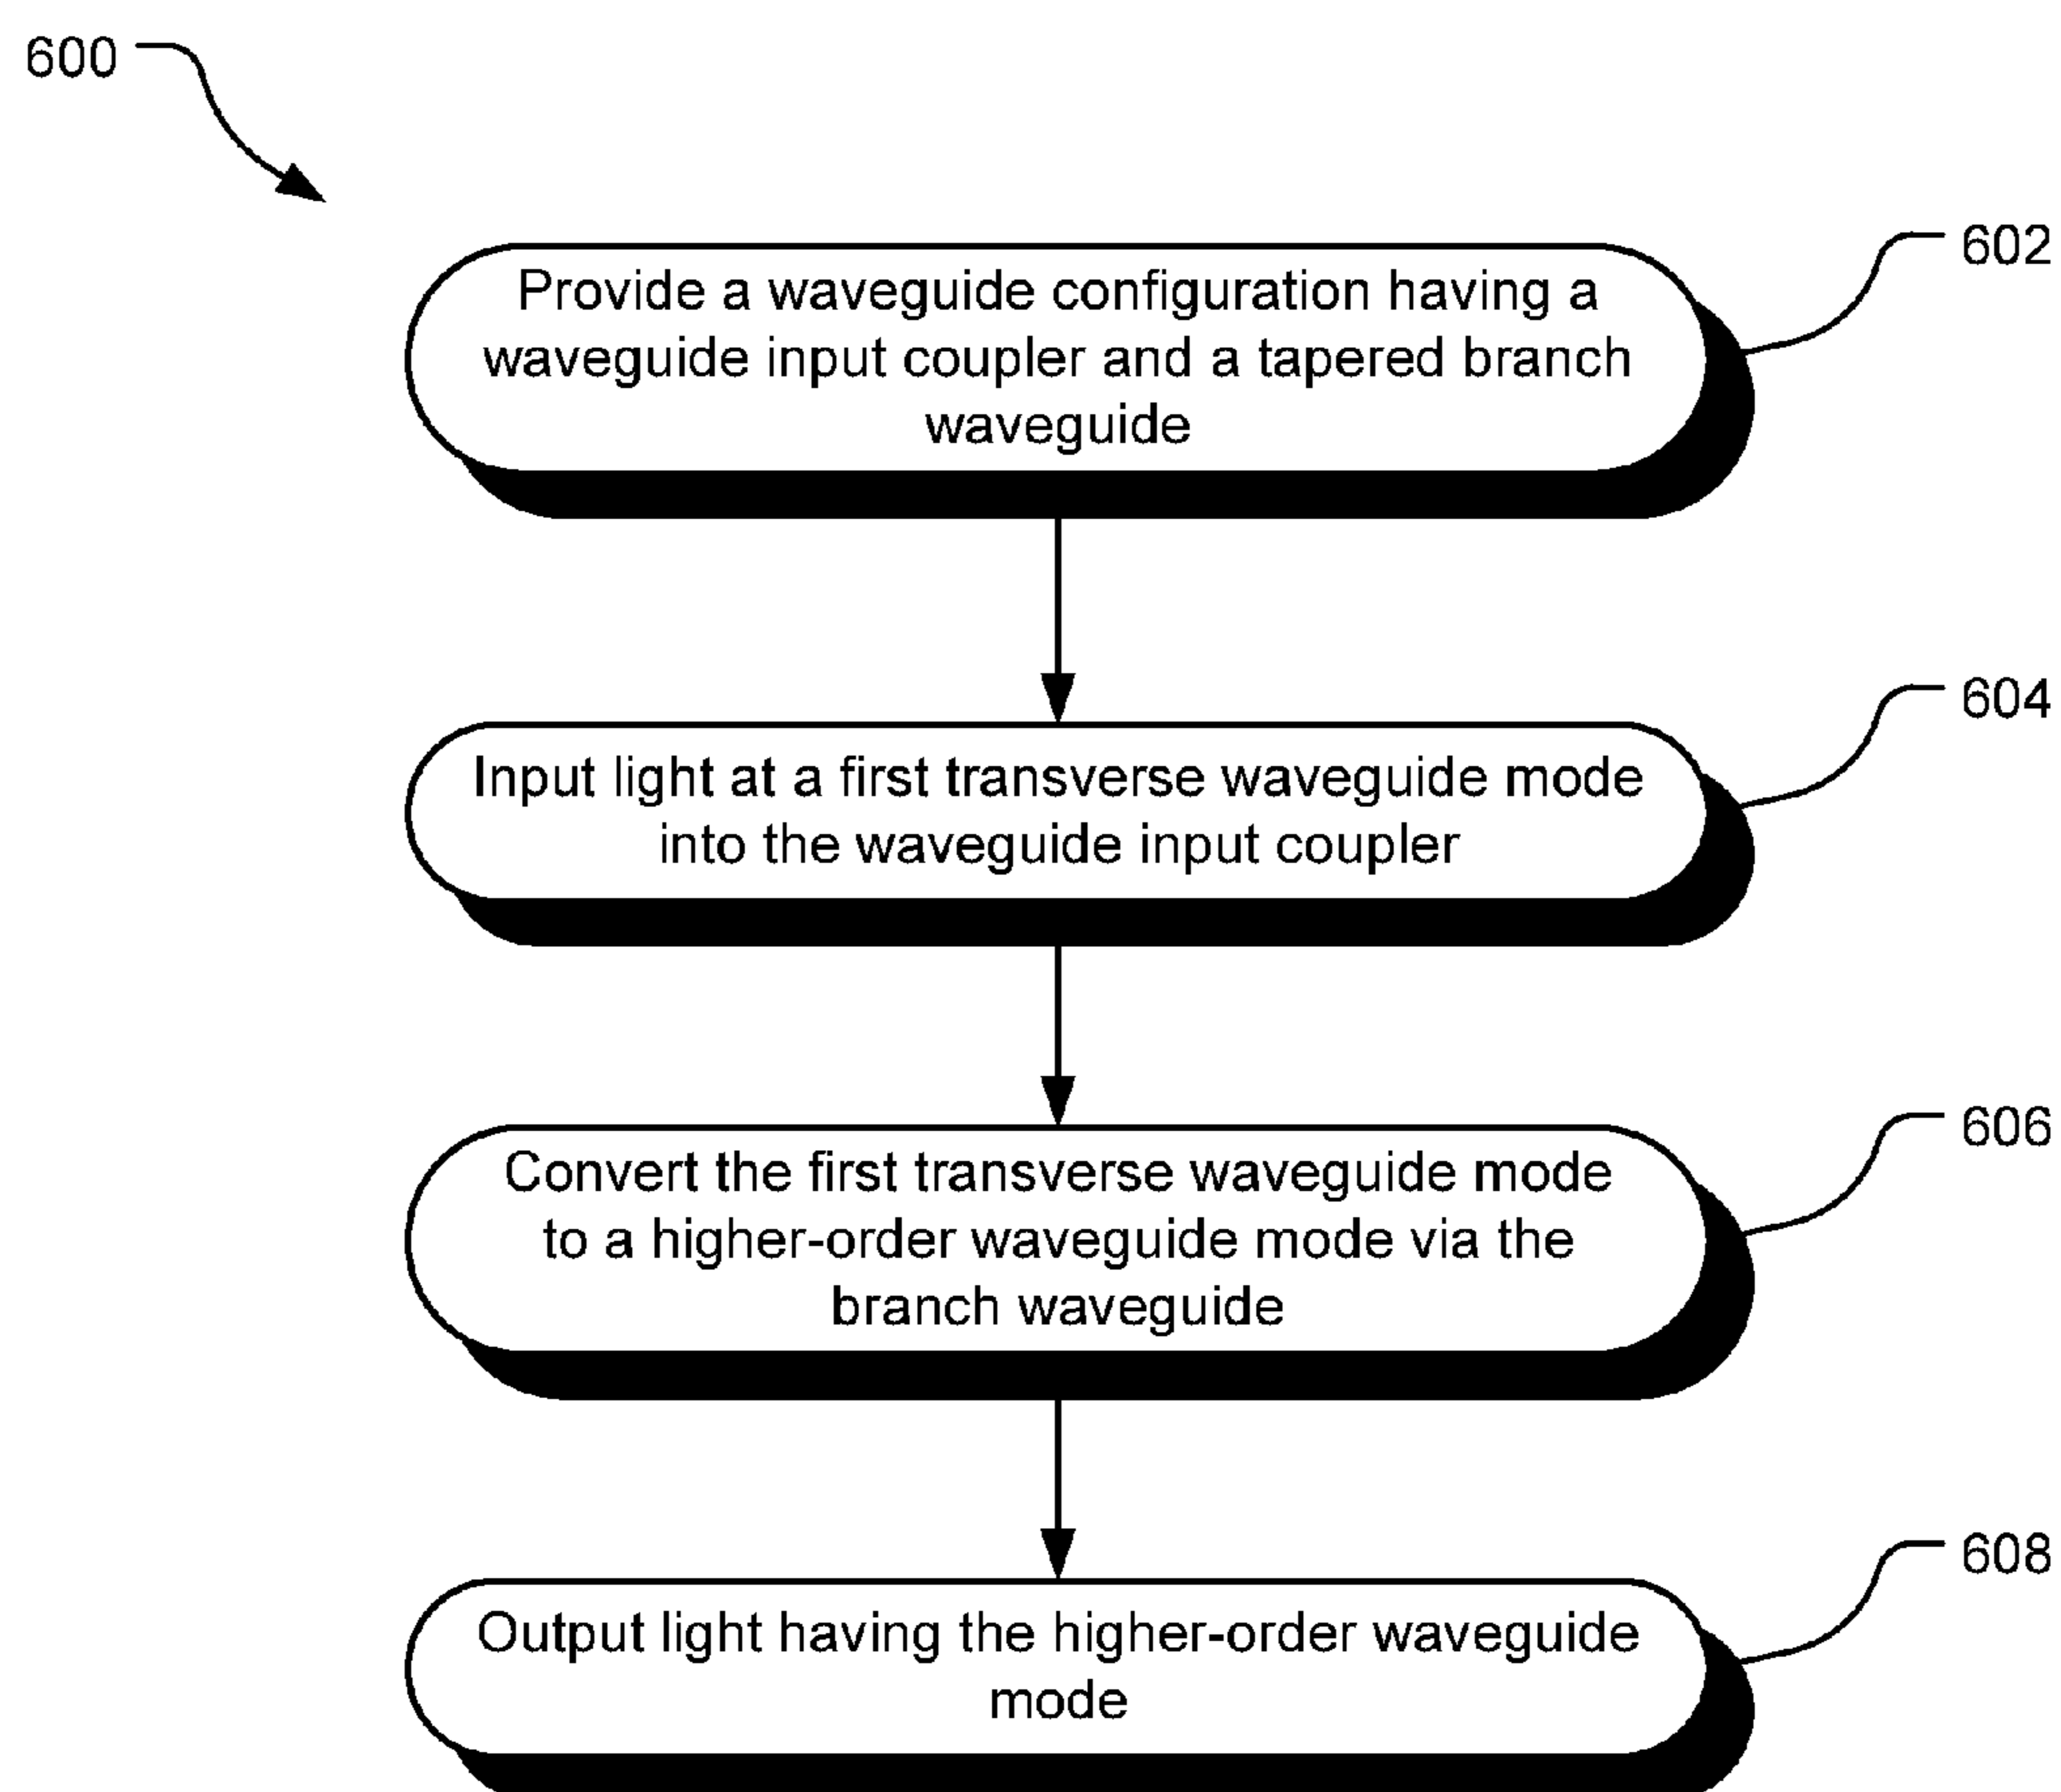 600
602
Provide a waveguide configuration having a
waveguide input coupler and a tapered branch
waveguide
604
Input light at a first transverse waveguide mode
into the waveguide input coupler
606
Convert the first transverse waveguide mode
to a higher-order waveguide mode via the
branch waveguide
608
Output light having the higher-order waveguide
mode